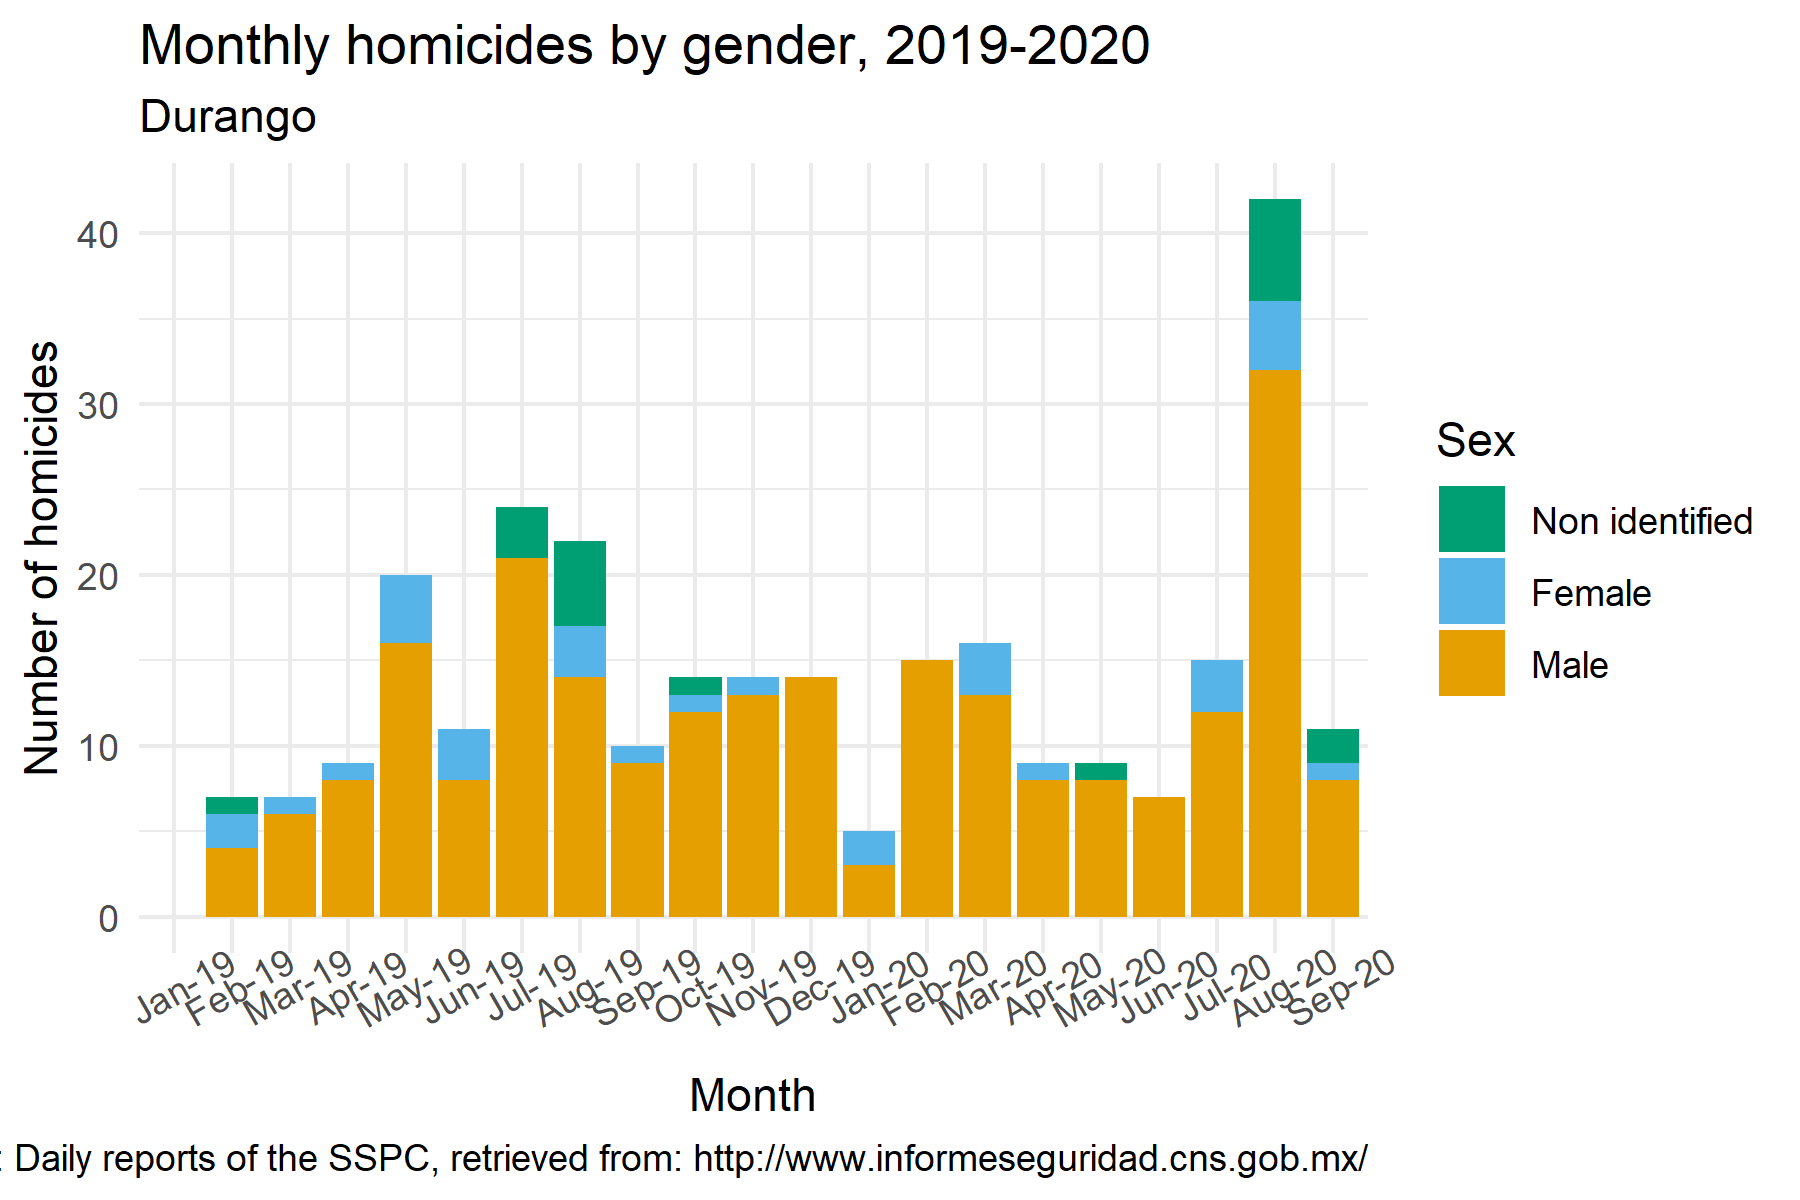 Monthly homicides by gender, 2019-2020
Durango
Number of homicides
40
30
20
10
0
Jan-19
Feb-19
Mar-19
Apr-19
May-19
Jun-19
Jul-19
Aug-19
Sep-19
Oct-19
Nov-19
Dec-19
Jan-20
Feb-20
Mar-20
Apr-20
May-20
Jun-20
Jul-20
Aug-20
Sep-20
Month
Sex
Non identified
Female
Male
: Daily reports of the SSPC, retrieved from: http://www.informeseguridad.cns.gob.mx/